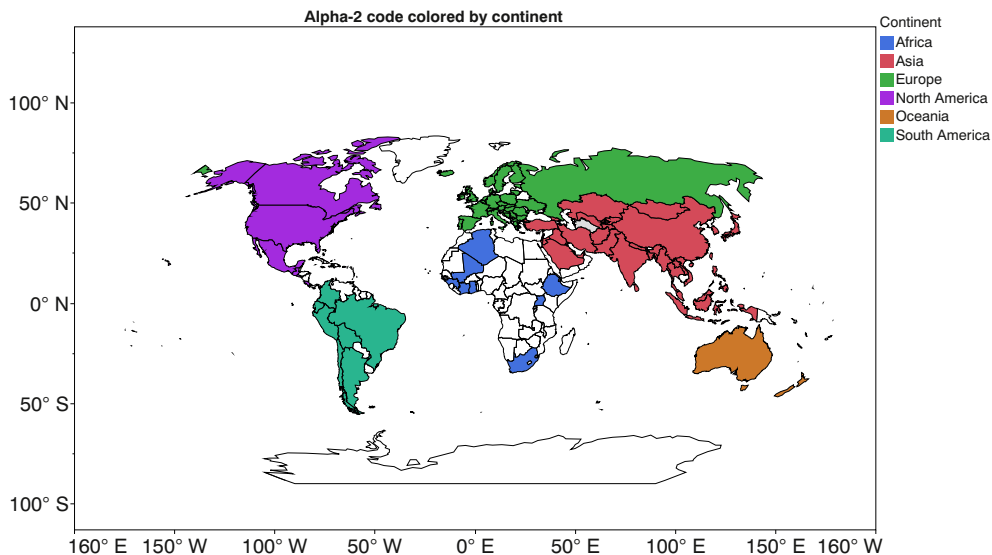 Alpha-2 code colored by continent
Continent
Africa
Asia
Europe
North America
Oceania
South America
100° N
50° N
0° N
50° S
100° S
160° E 150° W 100° W 50° W 0° E 50° E 100° E 150° E 160° W